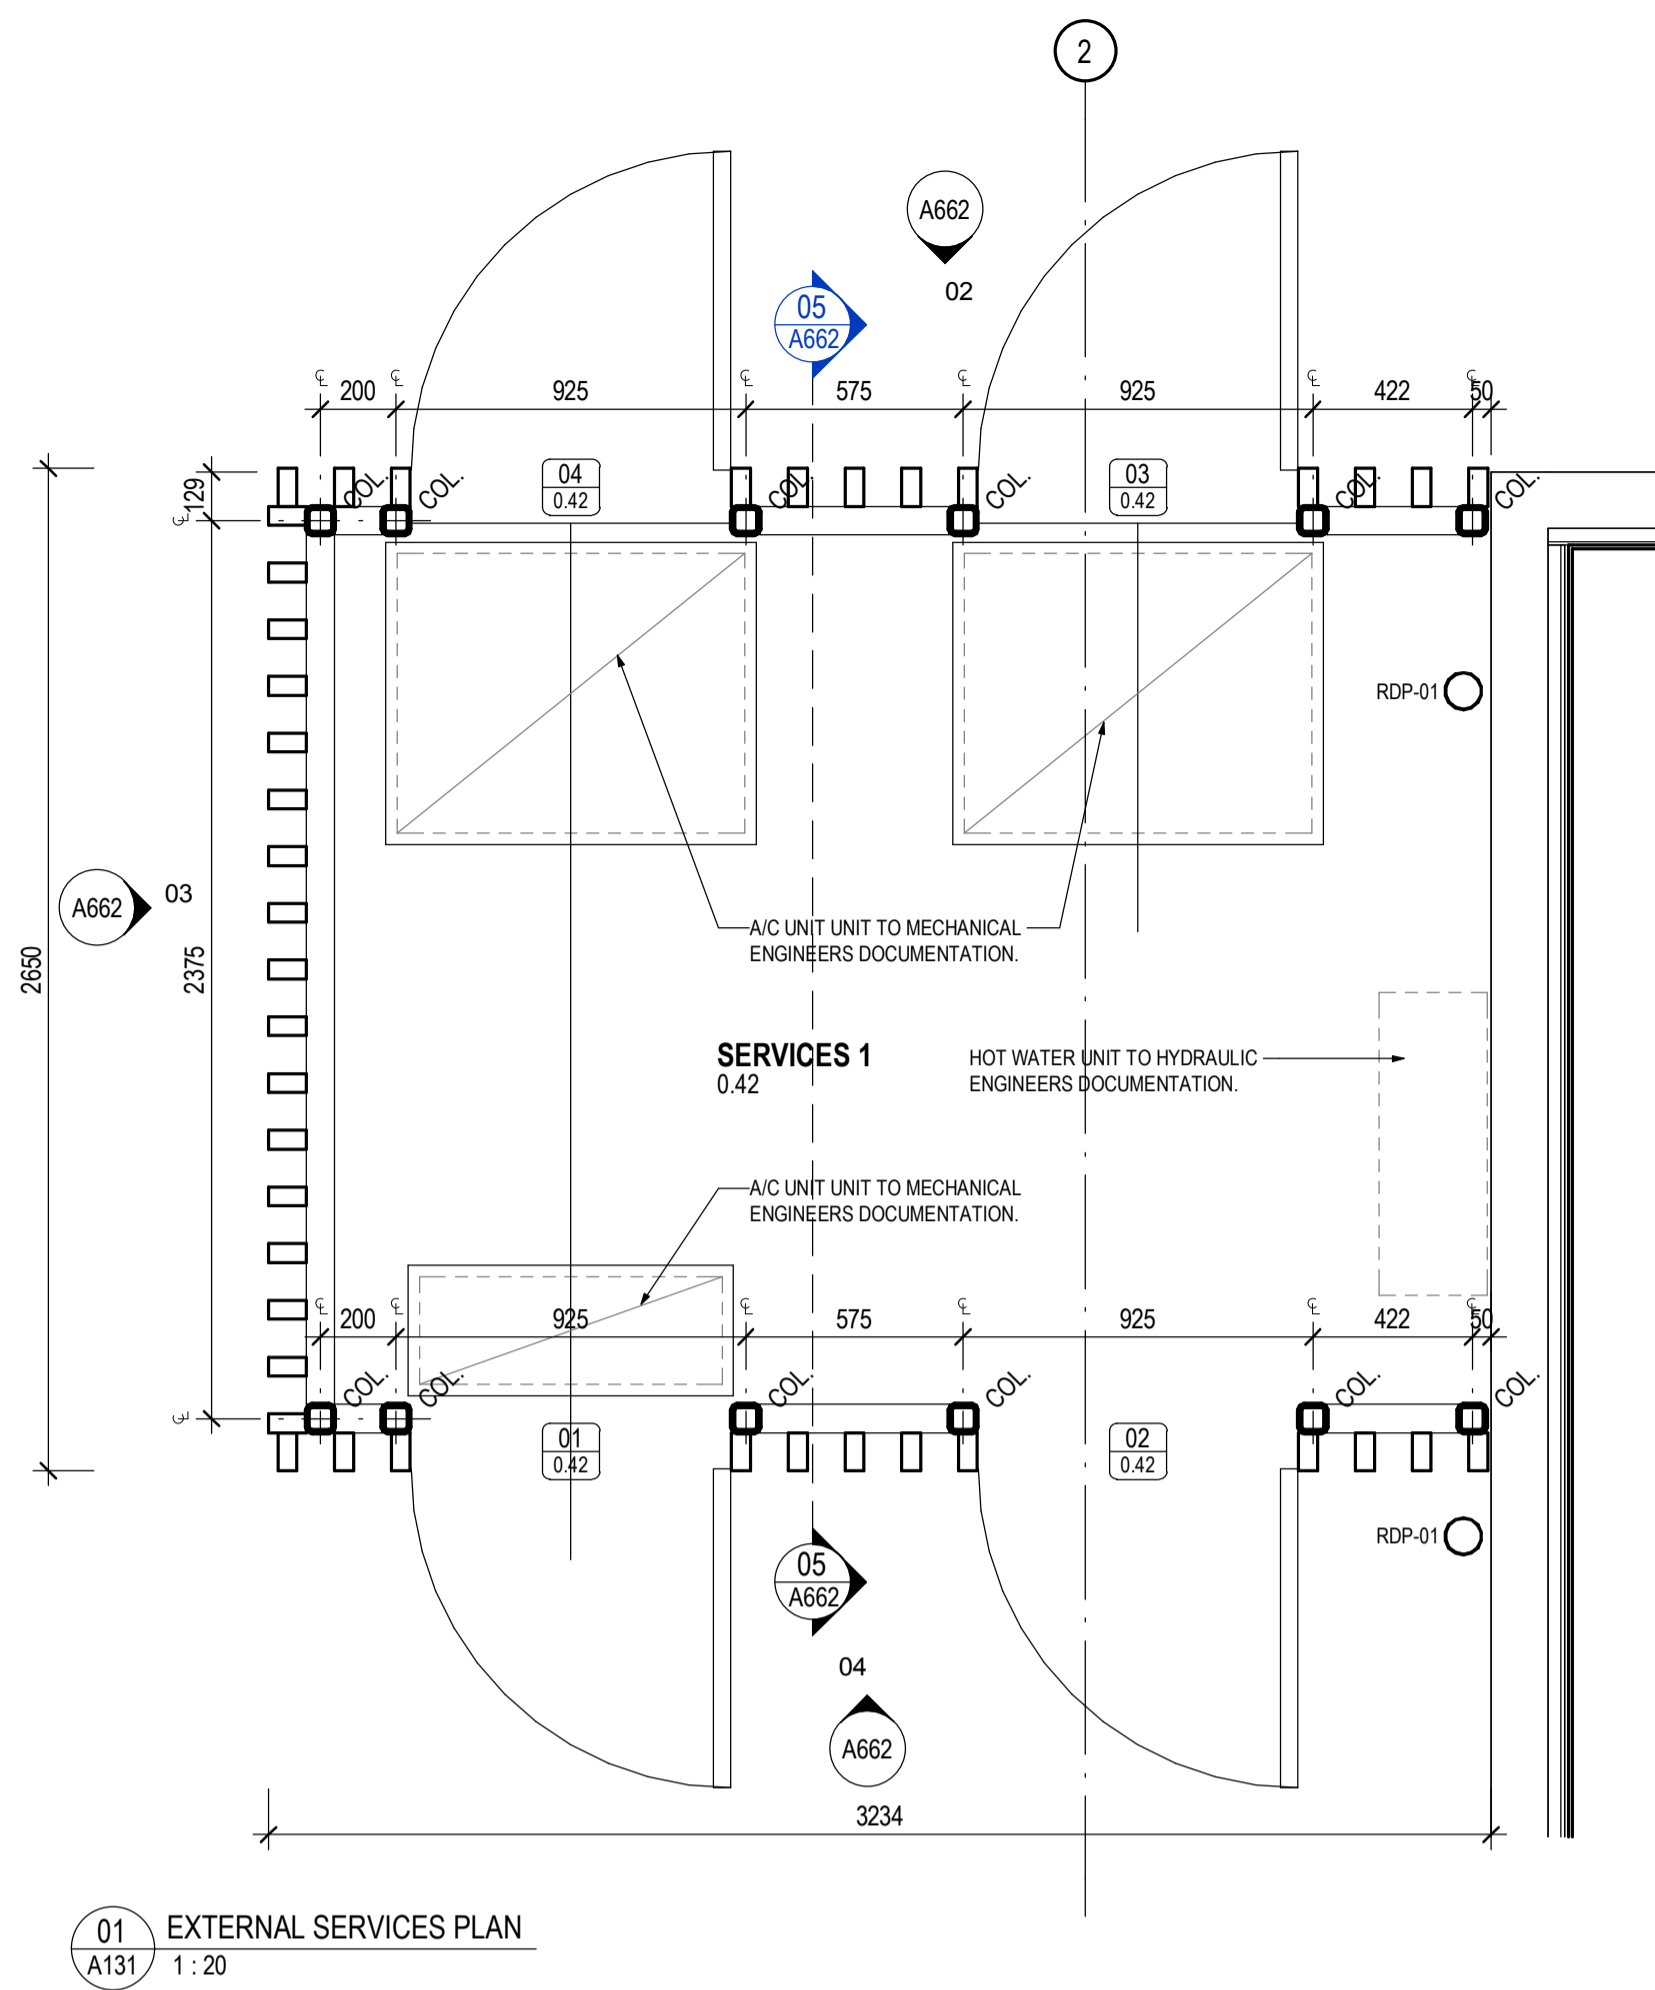 2
A662
02
05
A662
℄ 200 ℄ 925 ℄ 575 ℄ 925 ℄ 422 ℄ 50
129
℄
COL. COL. COL. COL. COL. COL.
04
0.42
03
0.42
RDP-01
A662 03
2650
2375
A/C UNIT UNIT TO MECHANICAL
ENGINEERS DOCUMENTATION.
SERVICES 1
0.42
HOT WATER UNIT TO HYDRAULIC
ENGINEERS DOCUMENTATION.
A/C UNIT UNIT TO MECHANICAL
ENGINEERS DOCUMENTATION.
℄ 200 ℄ 925 ℄ 575 ℄ 925 ℄ 422 ℄ 50
COL. COL. COL. COL. COL. COL.
℄
01
0.42
02
0.42
RDP-01
05
A662
04
A662
3234
01
A131
EXTERNAL SERVICES PLAN
1 : 20